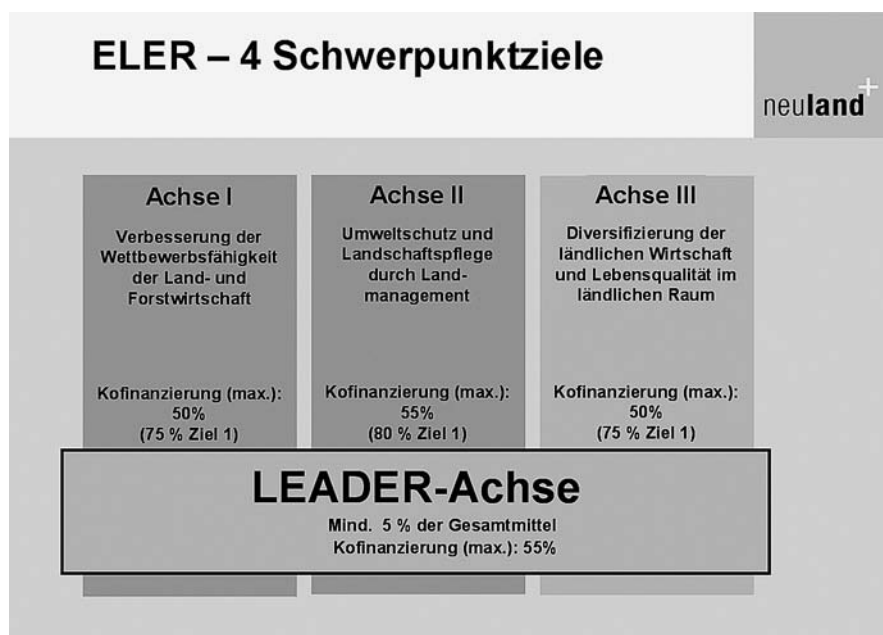 ELER – 4 Schwerpunktziele
neuland+
Achse I
Verbesserung der
Wettbewerbsfähigkeit
der Land- und
Forstwirtschaft
Kofinanzierung (max.):
50%
(75 % Ziel 1)
Achse II
Umweltschutz und
Landschaftspflege
durch Land-
management
Kofinanzierung (max.):
55%
(80 % Ziel 1)
Achse III
Diversifizierung der
ländlichen Wirtschaft
und Lebensqualität im
ländlichen Raum
Kofinanzierung (max.):
50%
(75 % Ziel 1)
LEADER-Achse
Mind. 5 % der Gesamtmittel
Kofinanzierung (max.): 55%